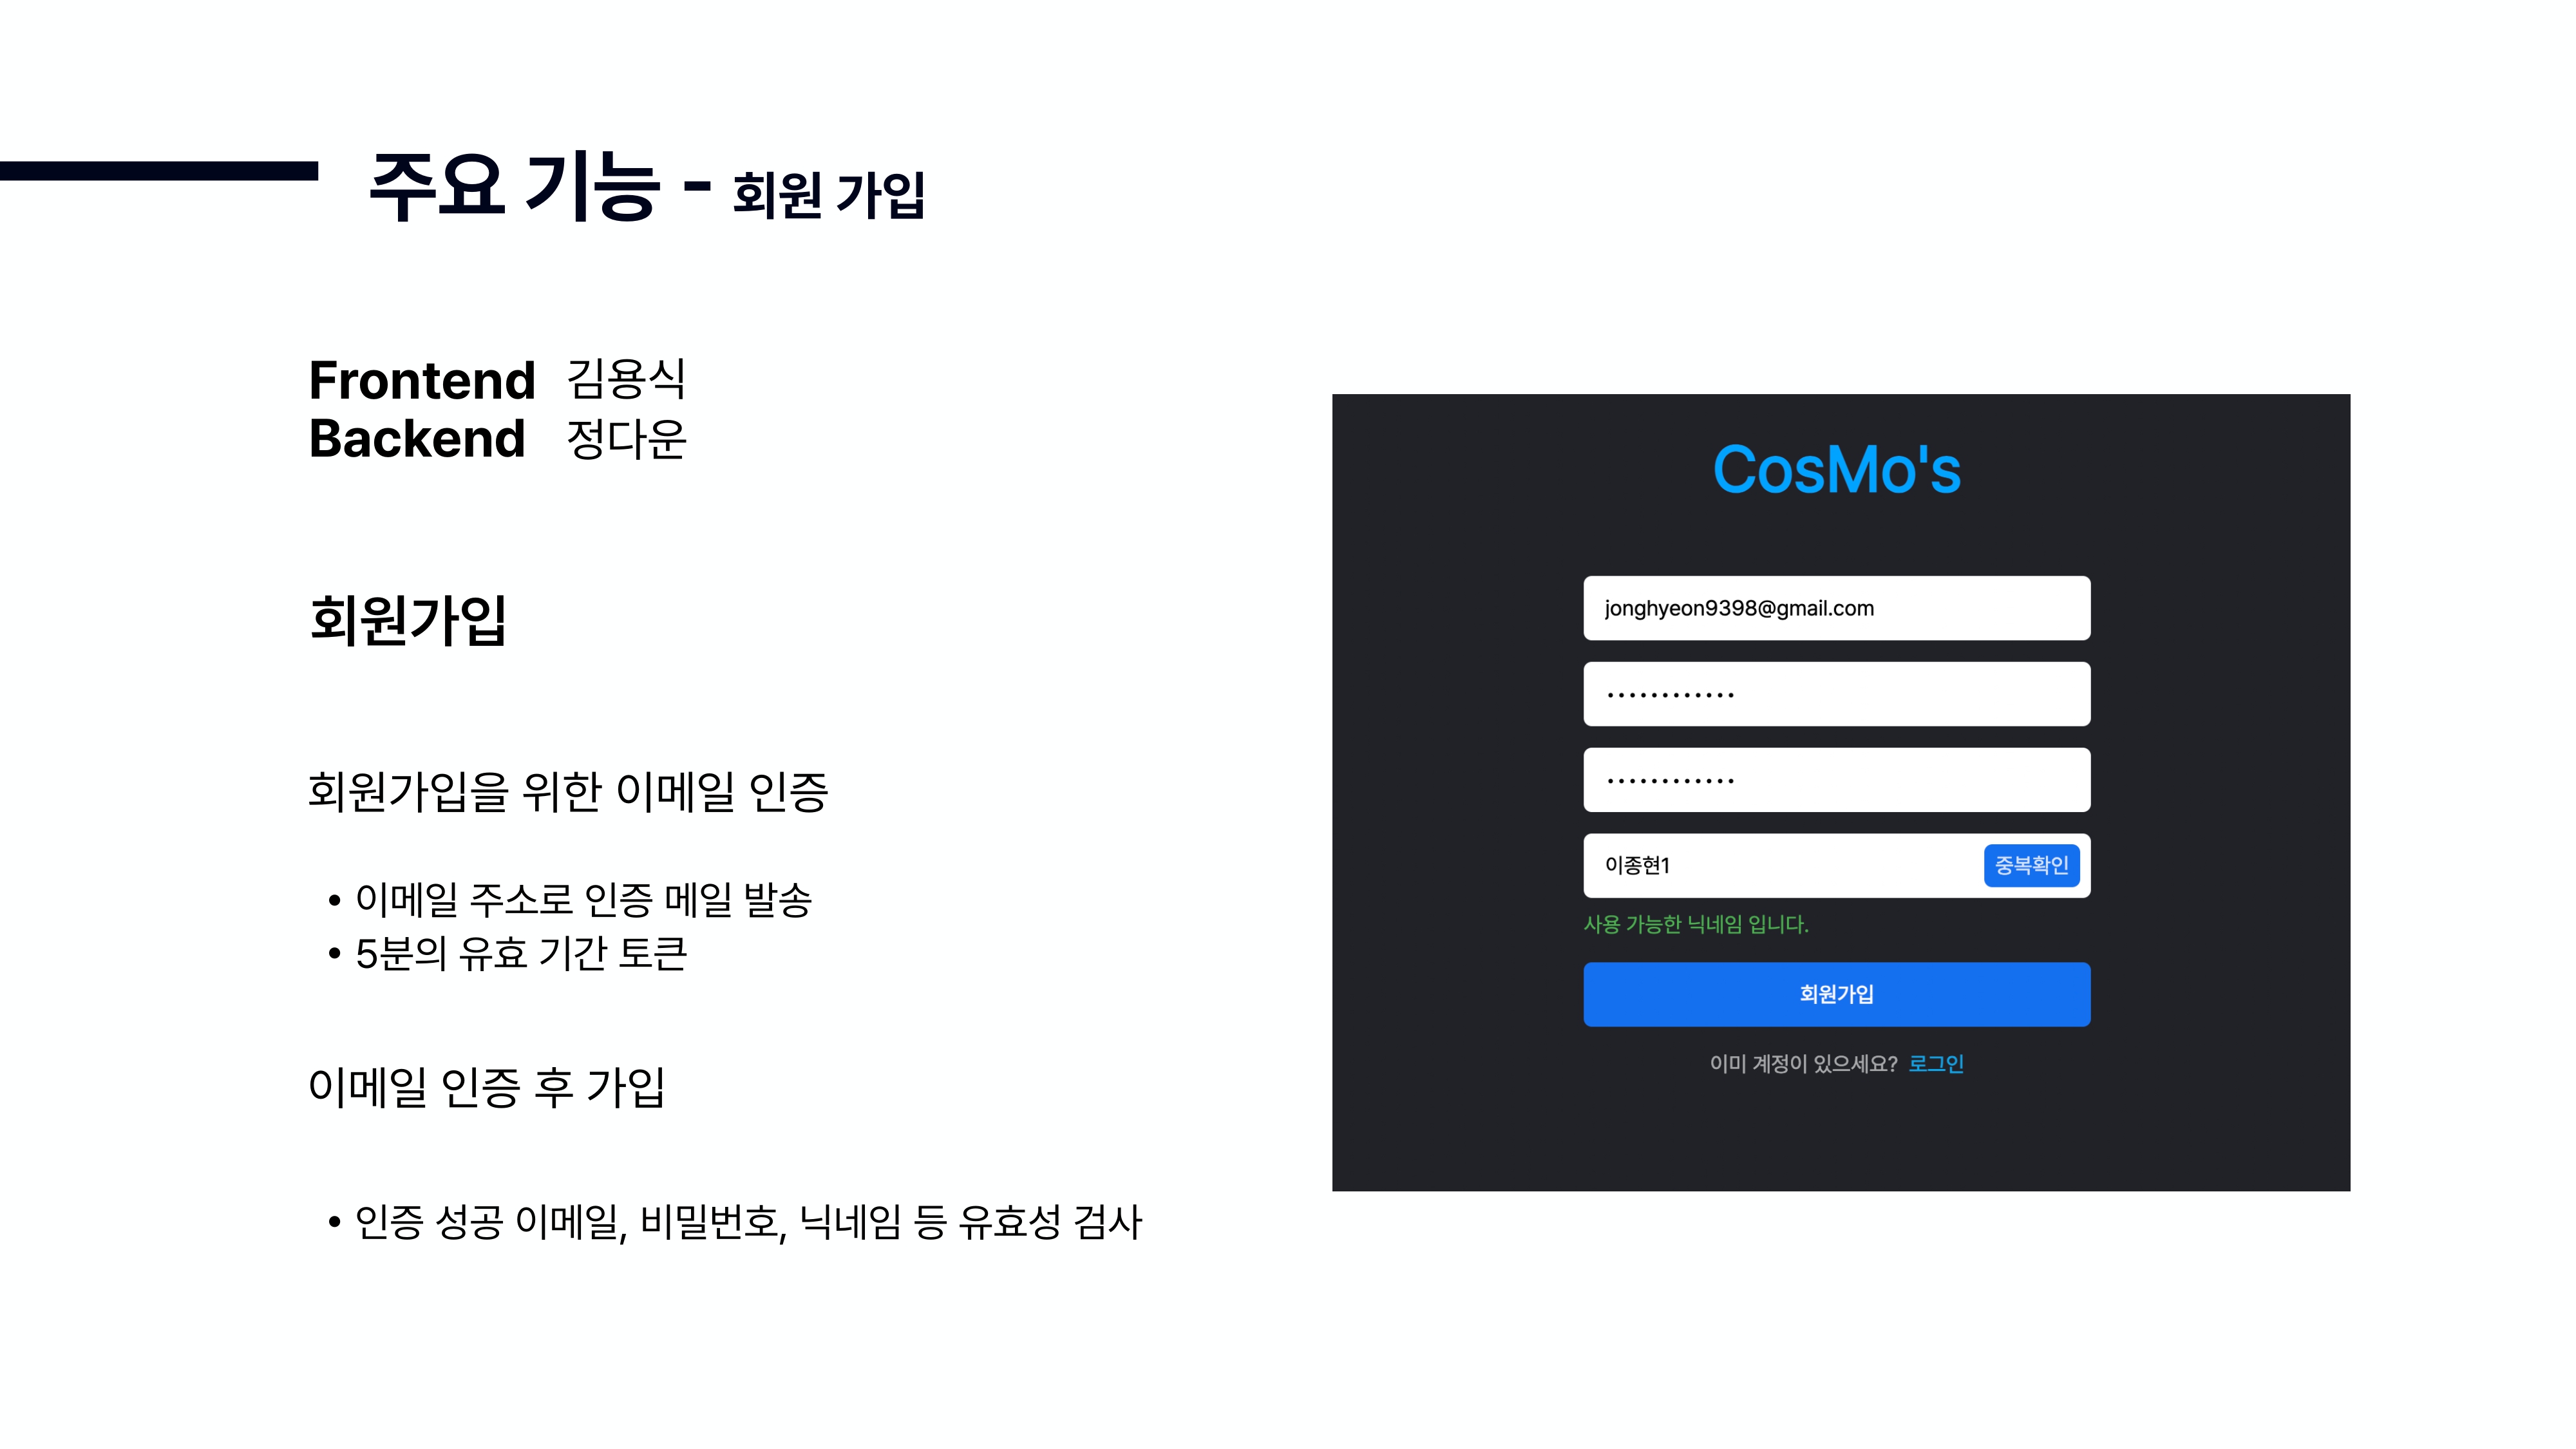 주요 기능 - 회원 가입
Frontend 김용식
Backend 정다운
회원가입
회원가입을 위한 이메일 인증
• 이메일 주소로 인증 메일 발송
• 5분의 유효 기간 토큰
이메일 인증 후 가입
• 인증 성공 이메일, 비밀번호, 닉네임 등 유효성 검사
CosMo's
jonghyeon9398@gmail.com
••••••••••••
••••••••••••
이종현1 중복확인
사용 가능한 닉네임 입니다.
회원가입
이미 계정이 있으세요? 로그인